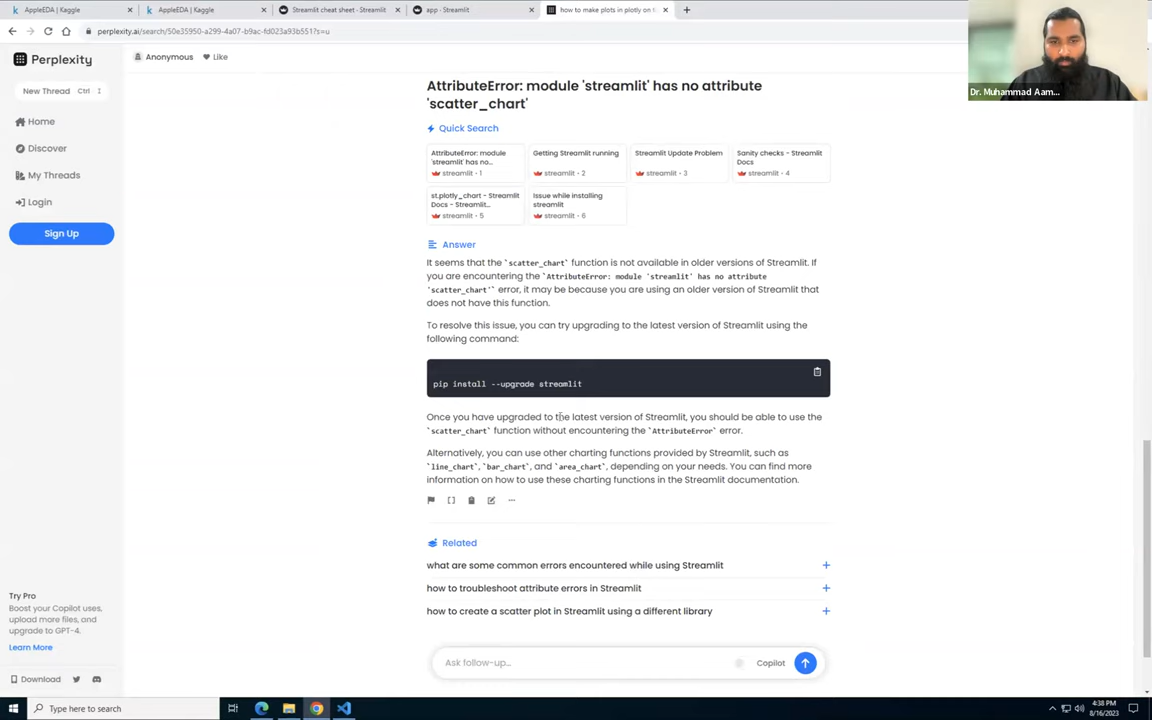 AppleEDA | Kaggle
AppleEDA | Kaggle
Streamlit cheat sheet · Streamlit
app · Streamlit
how to make plots in plotly on t
perplexity.ai/search/50e35950-a299-4a07-b9ac-fd023a93b551?s=u
Dr. Muhammad Aam...
Perplexity
New Thread Ctrl
Home
Discover
My Threads
Login
Sign Up
Try Pro
Boost your Copilot uses,
upload more files, and
upgrade to GPT-4.
Learn More
Download
Anonymous Like
AttributeError: module 'streamlit' has no attribute
'scatter_chart'
Quick Search
AttributeError: module
'streamlit' has no...
streamlit · 1
Getting Streamlit running
streamlit · 2
Streamlit Update Problem
streamlit · 3
Sanity checks - Streamlit
Docs
streamlit · 4
st.plotly_chart - Streamlit
Docs - Streamlit...
streamlit · 5
Issue while installing
streamlit
streamlit · 6
Answer
It seems that the `scatter_chart` function is not available in older versions of Streamlit. If
you are encountering the `AttributeError: module 'streamlit' has no attribute
'scatter_chart'` error, it may be because you are using an older version of Streamlit that
does not have this function.
To resolve this issue, you can try upgrading to the latest version of Streamlit using the
following command:
pip install --upgrade streamlit
Once you have upgraded to the latest version of Streamlit, you should be able to use the
`scatter_chart` function without encountering the `AttributeError` error.
Alternatively, you can use other charting functions provided by Streamlit, such as
`line_chart`, `bar_chart`, and `area_chart`, depending on your needs. You can find more
information on how to use these charting functions in the Streamlit documentation.
Related
what are some common errors encountered while using Streamlit
how to troubleshoot attribute errors in Streamlit
how to create a scatter plot in Streamlit using a different library
Ask follow-up...
Copilot
Type here to search
4:38 PM
8/16/2023